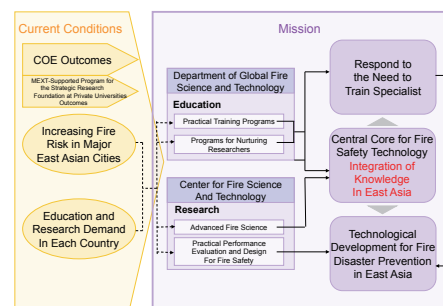 Current Conditions
COE Outcomes
MEXT-Supported Program for
the Strategic Research
Foundation at Private Universities
Outcomes
Increasing Fire
Risk in Major
East Asian Cities
Education and
Research Demand
In Each Country
Mission
Department of Global Fire
Science and Technology
Education
Practical Training Programs
Programs for Nurturing
Researchers
Center for Fire Science
And Technology
Research
Advanced Fire Science
Practical Performance
Evaluation and Design
For Fire Safety
Respond to
the Need to
Train Specialist
Central Core for Fire
Safety Technology
Integration of
Knowledge
In East Asia
Technological
Development for Fire
Disaster Prevention
in East Asia